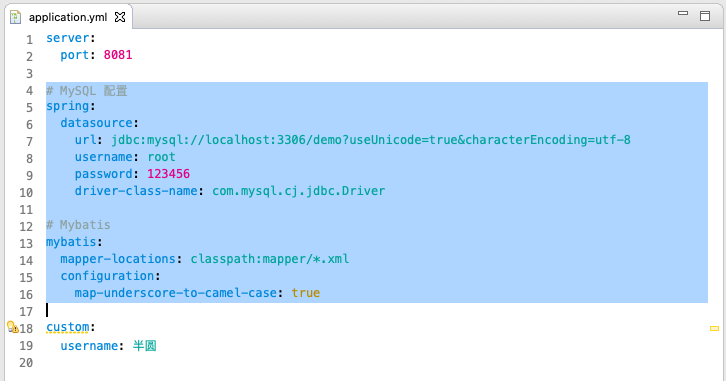 application.yml
1 server:
2   port: 8081
3
4 # MySQL 配置
5 spring:
6   datasource:
7     url: jdbc:mysql://localhost:3306/demo?useUnicode=true&characterEncoding=utf-8
8     username: root
9     password: 123456
10     driver-class-name: com.mysql.cj.jdbc.Driver
11
12 # Mybatis
13 mybatis:
14   mapper-locations: classpath:mapper/*.xml
15   configuration:
16     map-underscore-to-camel-case: true
17
18 custom:
19   username: 半圆
20